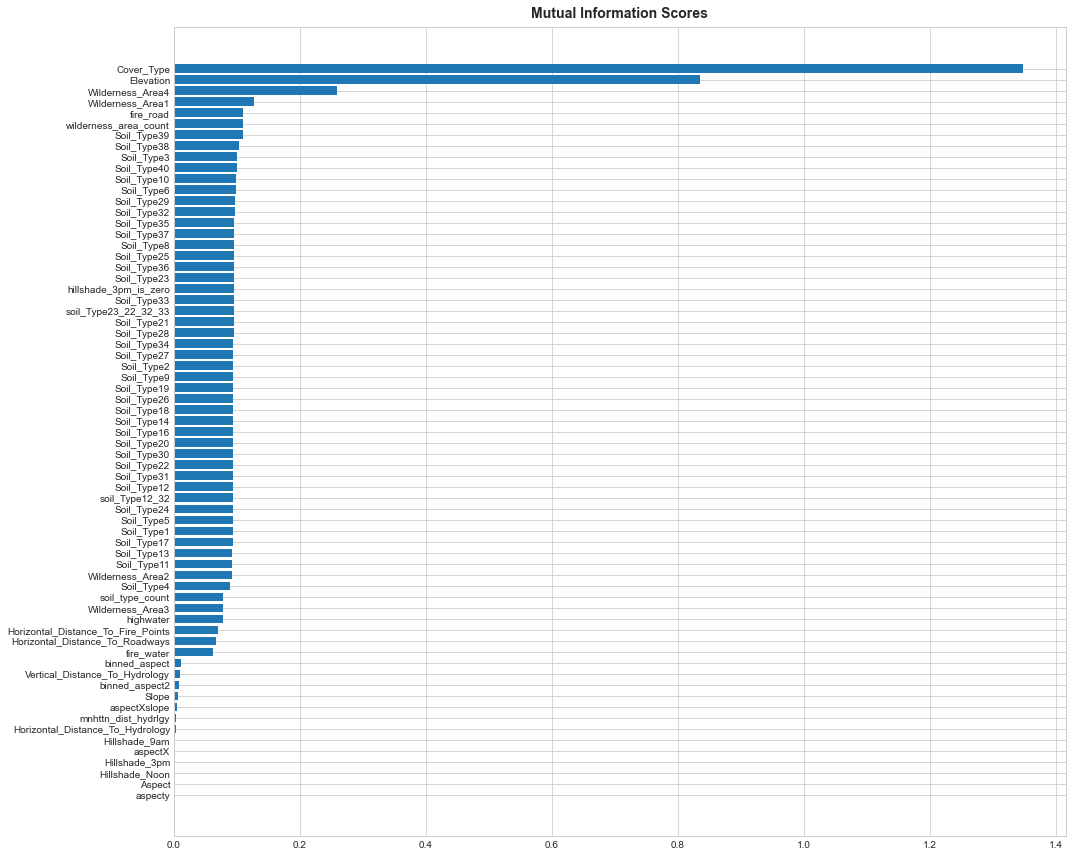 Mutual Information Scores
Cover_Type
Elevation
Wilderness_Area4
Wilderness_Area1
fire_road
wilderness_area_count
Soil_Type39
Soil_Type38
Soil_Type3
Soil_Type40
Soil_Type10
Soil_Type6
Soil_Type29
Soil_Type32
Soil_Type35
Soil_Type37
Soil_Type8
Soil_Type25
Soil_Type36
Soil_Type23
hillshade_3pm_is_zero
Soil_Type33
soil_Type23_22_32_33
Soil_Type21
Soil_Type28
Soil_Type34
Soil_Type27
Soil_Type2
Soil_Type9
Soil_Type19
Soil_Type26
Soil_Type18
Soil_Type14
Soil_Type16
Soil_Type20
Soil_Type30
Soil_Type22
Soil_Type31
Soil_Type12
soil_Type12_32
Soil_Type24
Soil_Type5
Soil_Type1
Soil_Type17
Soil_Type13
Soil_Type11
Wilderness_Area2
Soil_Type4
soil_type_count
Wilderness_Area3
highwater
Horizontal_Distance_To_Fire_Points
Horizontal_Distance_To_Roadways
fire_water
binned_aspect
Vertical_Distance_To_Hydrology
binned_aspect2
Slope
aspectXslope
mnhttn_dist_hydrlgy
Horizontal_Distance_To_Hydrology
Hillshade_9am
aspectX
Hillshade_3pm
Hillshade_Noon
Aspect
aspecty
0.0 0.2 0.4 0.6 0.8 1.0 1.2 1.4